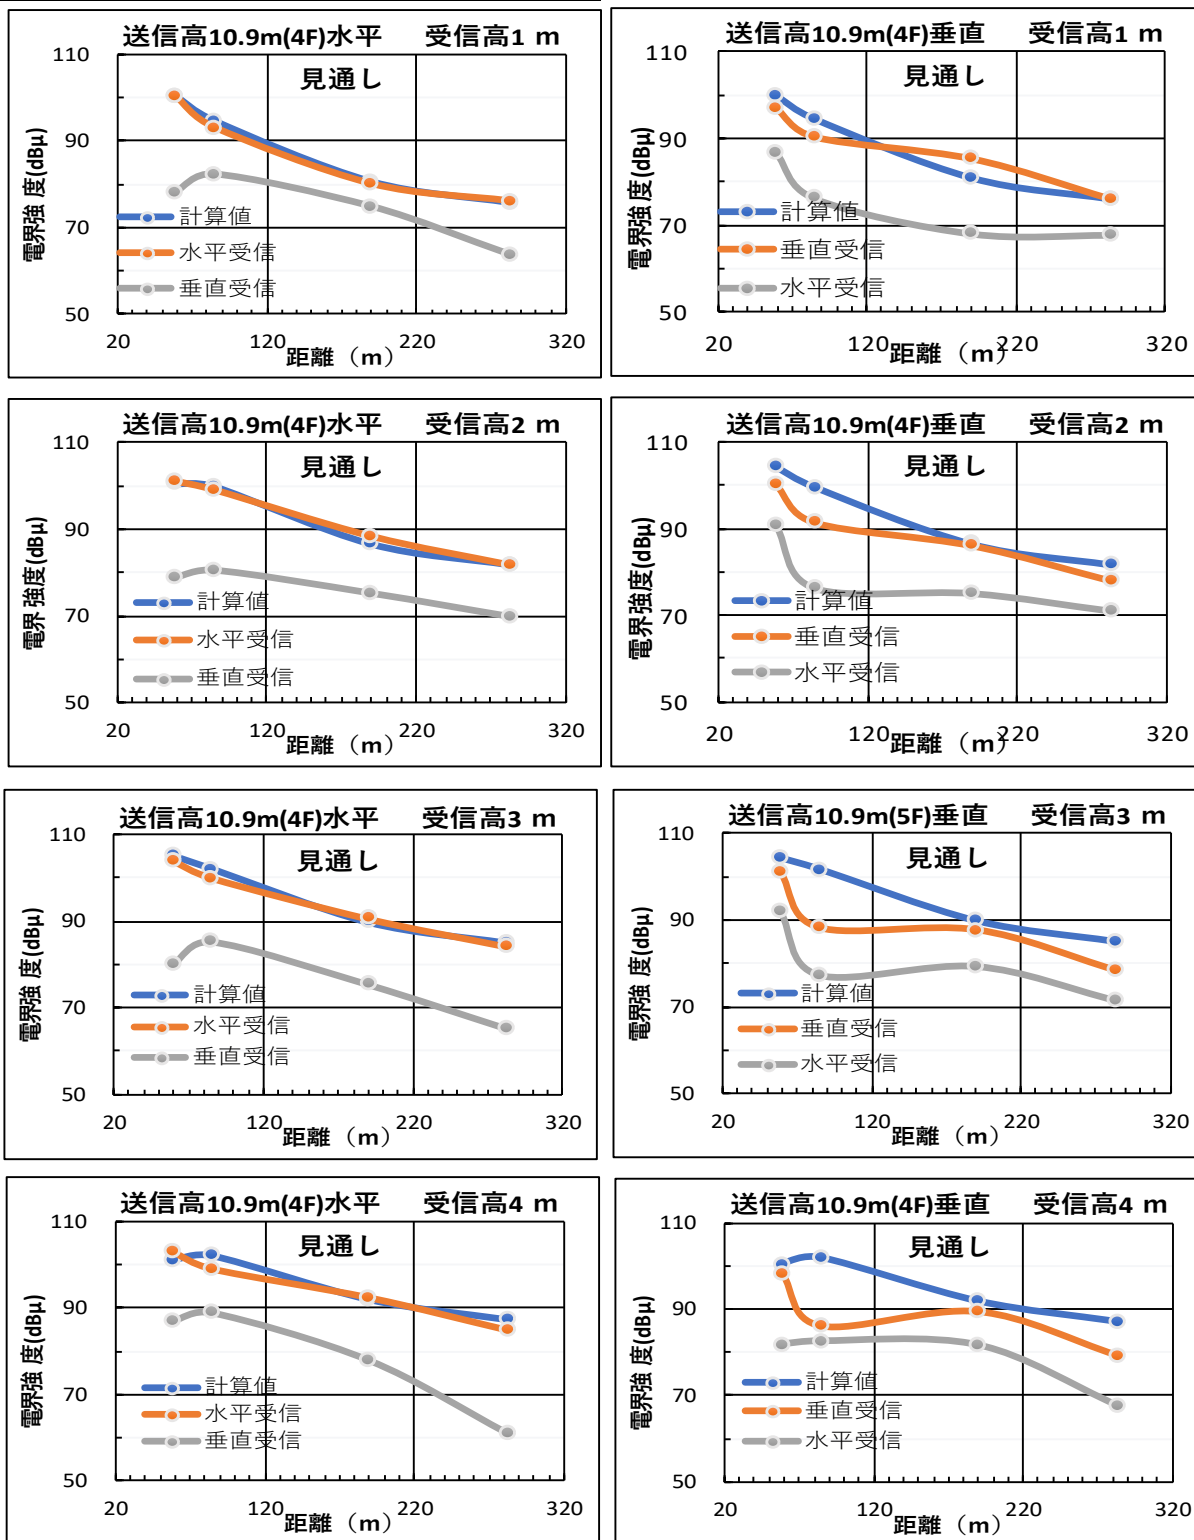 送信高10.9m(4F)水平 受信高1 m
見通し
電界強 度(dBμ)
110
90
70
50
計算値
水平受信
垂直受信
20 120 220 320
距離（m）
送信高10.9m(4F)垂直 受信高1 m
見通し
電界強 度(dBμ)
110
90
70
50
計算値
垂直受信
水平受信
20 120 220 320
距離（m）
送信高10.9m(4F)水平 受信高2 m
見通し
電界 強度(dBμ)
110
90
70
50
計算値
水平受信
垂直受信
20 120 220 320
距離（m）
送信高10.9m(4F)垂直 受信高2 m
見通し
電界強度(dBμ)
110
90
70
50
計算値
垂直受信
水平受信
20 120 220 320
距離（m）
送信高10.9m(4F)水平 受信高3 m
見通し
電界強 度(dBμ)
110
90
70
50
計算値
水平受信
垂直受信
20 120 220 320
距離（m）
送信高10.9m(5F)垂直 受信高3 m
見通し
電界強 度(dBμ)
110
90
70
50
計算値
垂直受信
水平受信
20 120 220 320
距離（m）
送信高10.9m(4F)水平 受信高4 m
見通し
電界強 度(dBμ)
110
90
70
50
計算値
水平受信
垂直受信
20 120 220 320
距離（m）
送信高10.9m(4F)垂直 受信高4 m
見通し
電界強 度(dBμ)
110
90
70
50
計算値
垂直受信
水平受信
20 120 220 320
距離（m）